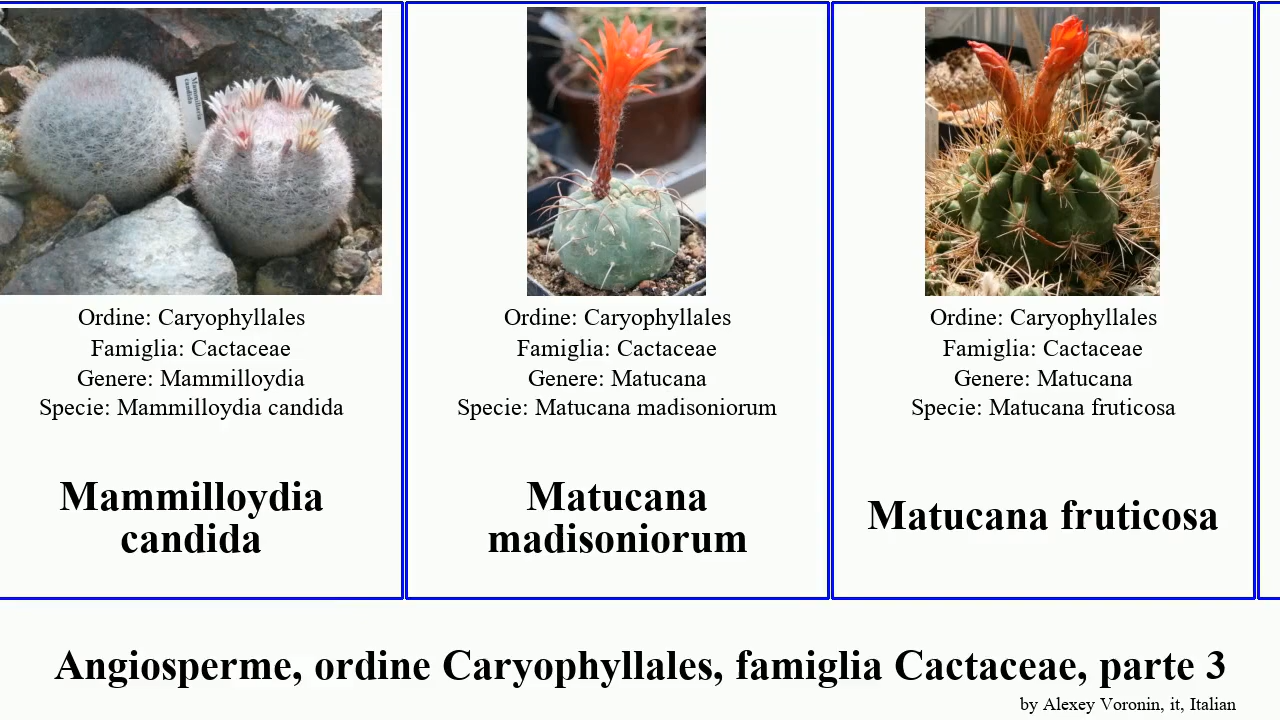 Mammillaria candida
Ordine: Caryophyllales
Famiglia: Cactaceae
Genere: Mammilloydia
Specie: Mammilloydia candida
Mammilloydia
candida
Ordine: Caryophyllales
Famiglia: Cactaceae
Genere: Matucana
Specie: Matucana madisoniorum
Matucana
madisoniorum
Ordine: Caryophyllales
Famiglia: Cactaceae
Genere: Matucana
Specie: Matucana fruticosa
Matucana fruticosa
Angiosperme, ordine Caryophyllales, famiglia Cactaceae, parte 3
by Alexey Voronin, it, Italian